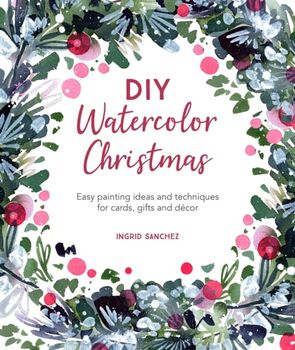 DIY
Watercolor
Christmas
Easy painting ideas and techniques
for cards, gifts and décor
INGRID SANCHEZ